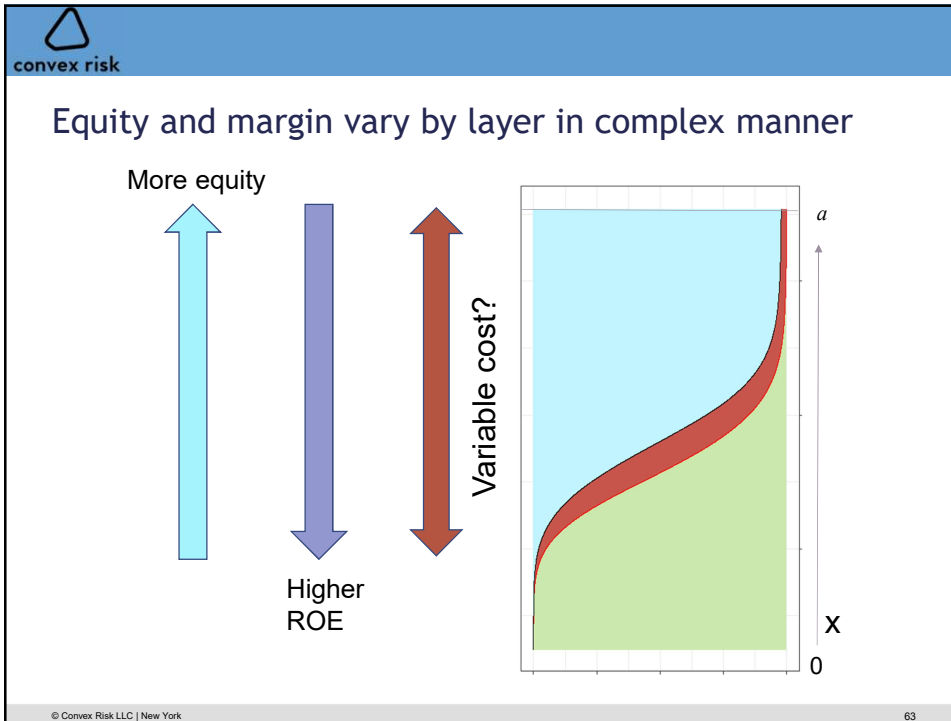 convex risk
Equity and margin vary by layer in complex manner
More equity
Variable cost?
Higher
ROE
a
x
0
© Convex Risk LLC | New York
63